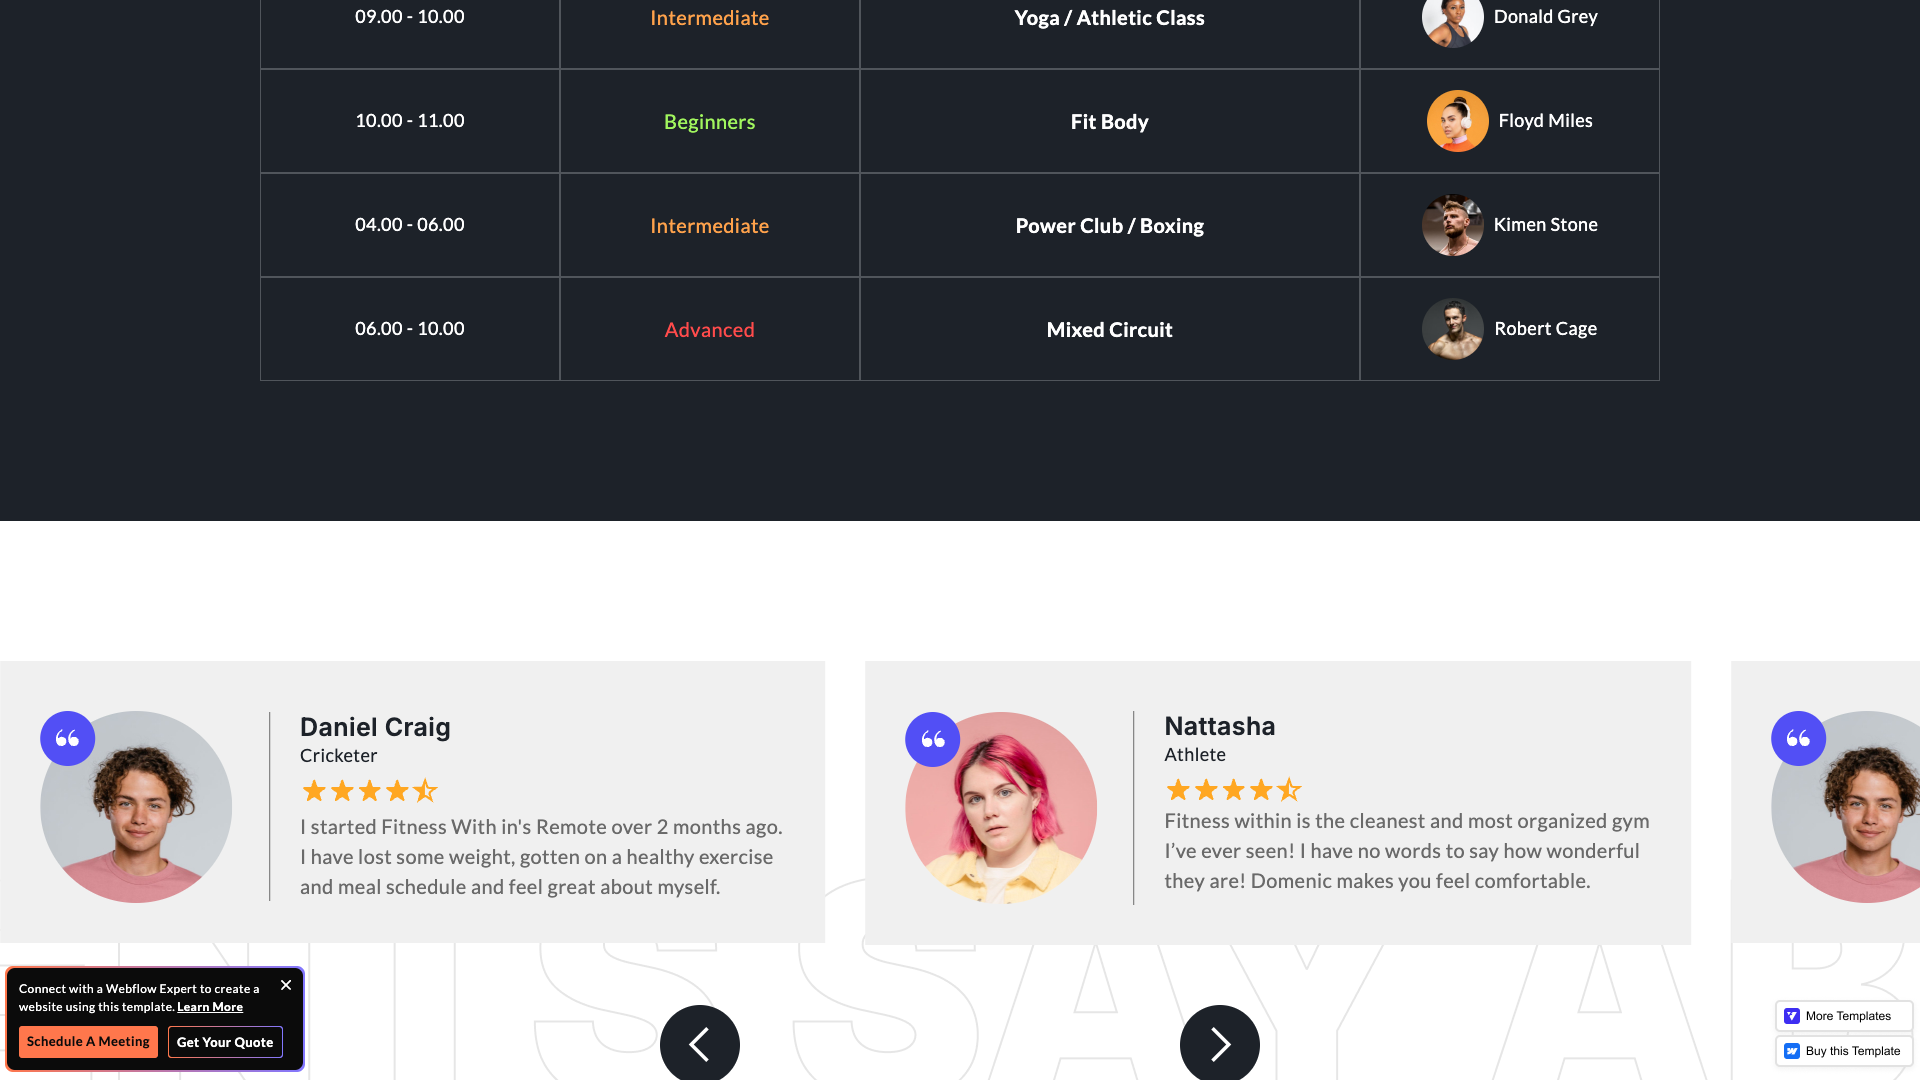 09.00 - 10.00 Intermediate Yoga / Athletic Class Donald Grey
10.00 - 11.00 Beginners Fit Body Floyd Miles
04.00 - 06.00 Intermediate Power Club / Boxing Kimen Stone
06.00 - 10.00 Advanced Mixed Circuit Robert Cage
Daniel Craig
Cricketer
I started Fitness With in's Remote over 2 months ago.
I have lost some weight, gotten on a healthy exercise
and meal schedule and feel great about myself.
Nattasha
Athlete
Fitness within is the cleanest and most organized gym
I’ve ever seen! I have no words to say how wonderful
they are! Domenic makes you feel comfortable.
NTS SAY AB
Connect with a Webflow Expert to create a
website using this template. Learn More
Schedule A Meeting
Get Your Quote
More Templates
Buy this Template